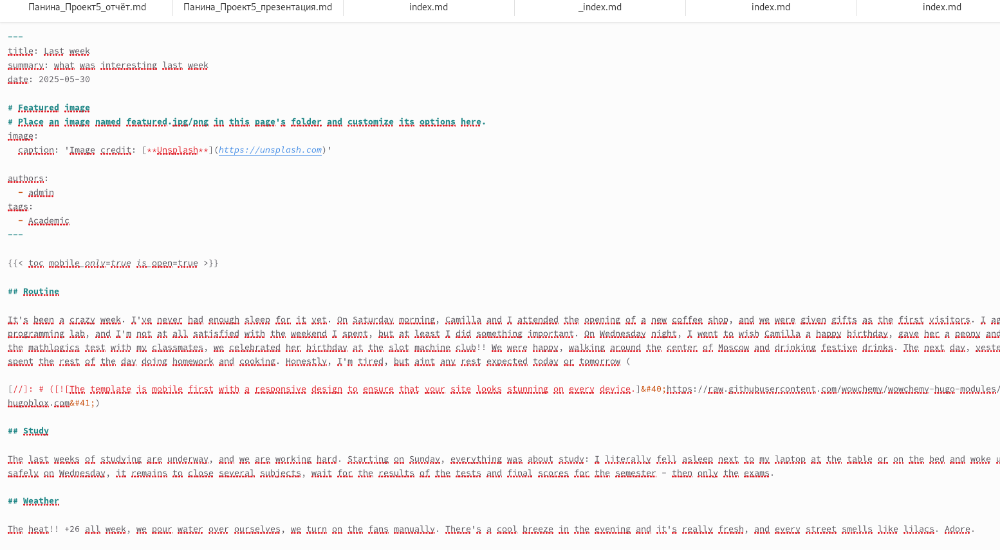 Панина_Проект5_отчёт.md Панина_Проект5_презентация.md index.md _index.md index.md index.md
---
title: Last week
summary: what was interesting last week
date: 2025-05-30
# Featured image
# Place an image named featured.jpg/png in this page's folder and customize its options here.
image:
caption: 'Image credit: [**Unsplash**](https://unsplash.com)'
authors:
- admin
tags:
- Academic
---
{{< toc mobile_only=true is_open=true >}}
## Routine
It's been a crazy week. I've never had enough sleep for it yet. On Saturday morning, Camilla and I attended the opening of a new coffee shop, and we were given gifts as the first visitors. I ag
programming lab, and I'm not at all satisfied with the weekend I spent, but at least I did something important. On Wednesday night, I went to wish Camilla a happy birthday, gave her a peony and
the mathlogics test with my classmates, we celebrated her birthday at the slot machine club!! We were happy, walking around the center of Moscow and drinking festive drinks. The next day, yeste
spent the rest of the day doing homework and cooking. Honestly, I'm tired, but aint any rest expected today or tomorrow (
[//]: # ([![The template is mobile first with a responsive design to ensure that your site looks stunning on every device.]&#40;https://raw.githubusercontent.com/wowchemy/wowchemy-hugo-modules/
hugoblox.com&#41;)
## Study
The last weeks of studying are underway, and we are working hard. Starting on Sunday, everything was about study: I literally fell asleep next to my laptop at the table or on the bed and woke u
safely on Wednesday, it remains to close several subjects, wait for the results of the tests and final scores for the semester - then only the exams.
## Weather
The heat!! +26 all week, we pour water over ourselves, we turn on the fans manually. There's a cool breeze in the evening and it's really fresh, and every street smells like lilacs. Adore.